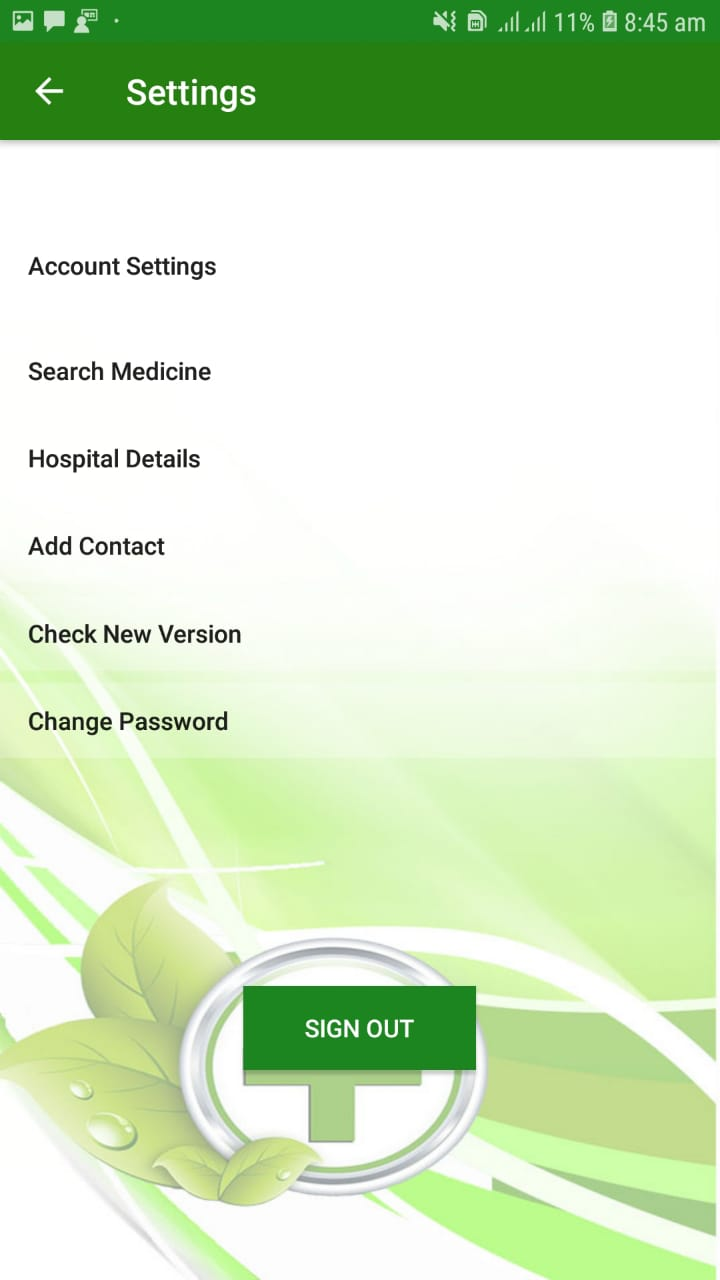 11% 8:45 am
Settings
Account Settings
Search Medicine
Hospital Details
Add Contact
Check New Version
Change Password
SIGN OUT